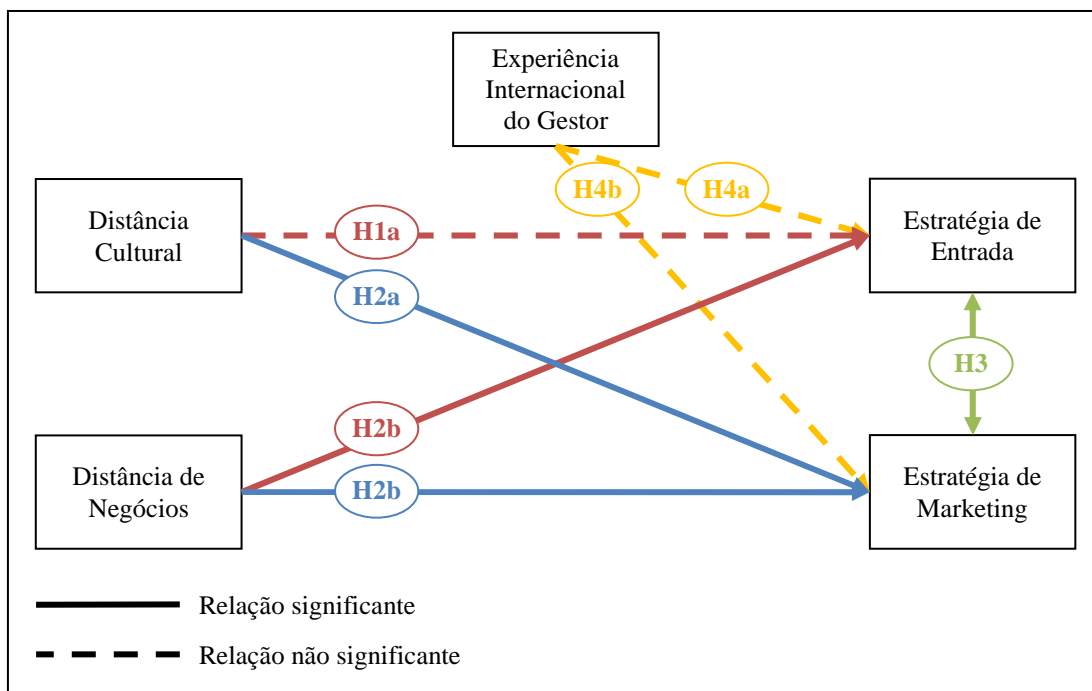 Experiência
Internacional
do Gestor
H4b
H4a
Distância
Cultural
H1a
Estratégia de
Entrada
H2a
H3
H2b
Distância de
Negócios
H2b
Estratégia de
Marketing
Relação significante
Relação não significante